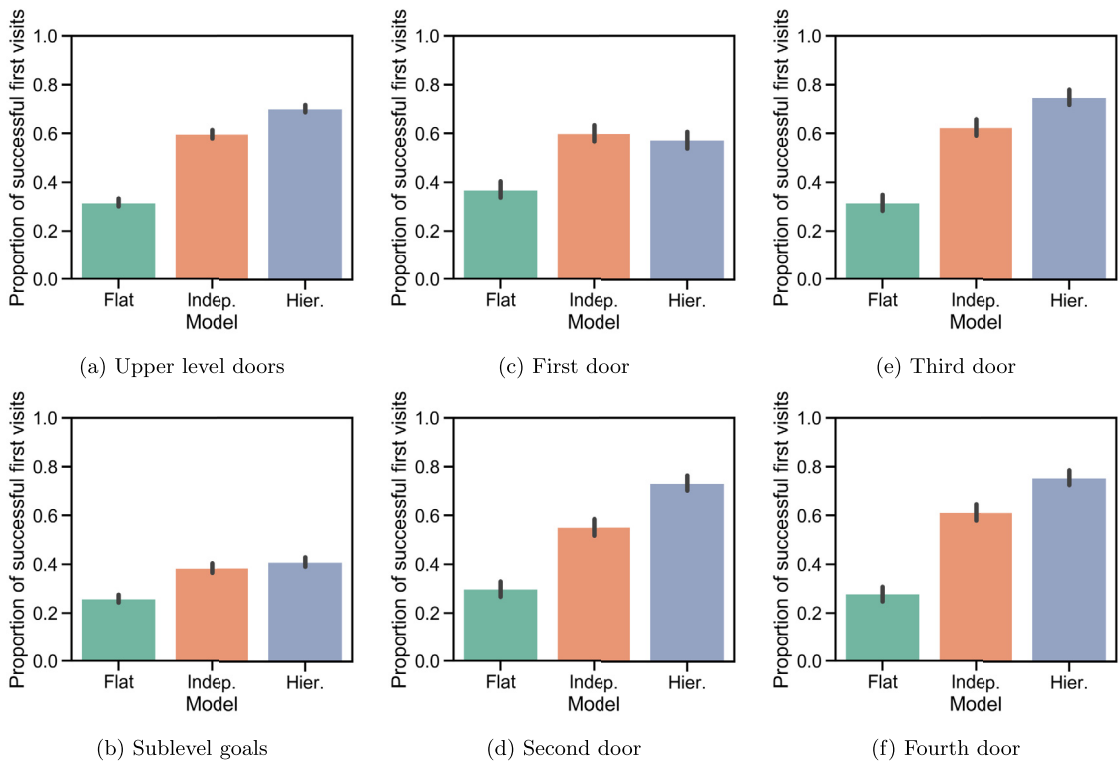 Proportion of successful first visits
1.0
0.8
0.6
0.4
0.2
0.0
Flat Indep. Hier.
Model
(a) Upper level doors
Proportion of successful first visits
1.0
0.8
0.6
0.4
0.2
0.0
Flat Indep. Hier.
Model
(c) First door
Proportion of successful first visits
1.0
0.8
0.6
0.4
0.2
0.0
Flat Indep. Hier.
Model
(e) Third door
Proportion of successful first visits
1.0
0.8
0.6
0.4
0.2
0.0
Flat Indep. Hier.
Model
(b) Sublevel goals
Proportion of successful first visits
1.0
0.8
0.6
0.4
0.2
0.0
Flat Indep. Hier.
Model
(d) Second door
Proportion of successful first visits
1.0
0.8
0.6
0.4
0.2
0.0
Flat Indep. Hier.
Model
(f) Fourth door